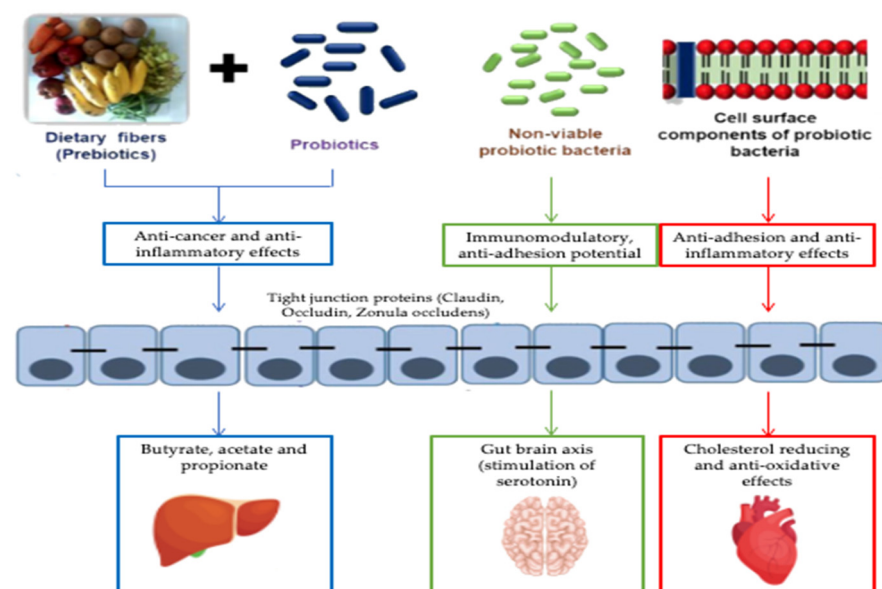 Dietary fibers
(Prebiotics)
Probiotics
Non-viable
probiotic bacteria
Cell surface
components of probiotic
bacteria
Anti-cancer and anti-
inflammatory effects
Immunomodulatory,
anti-adhesion potential
Anti-adhesion and anti-
inflammatory effects
Tight junction proteins (Claudin,
Occludin, Zonula occludens)
Butyrate, acetate and
propionate
Gut brain axis
(stimulation of
serotonin)
Cholesterol reducing
and anti-oxidative
effects